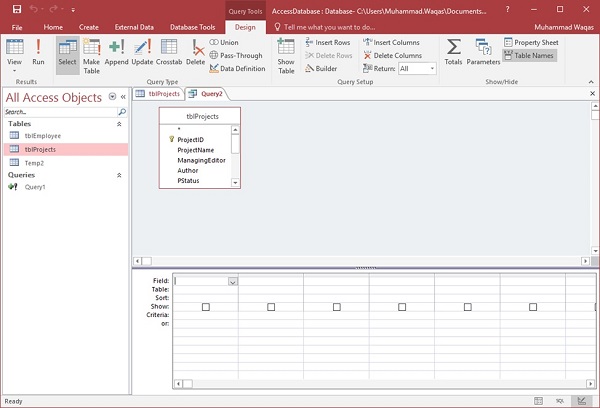 Query Tools
AccessDatabase : Database- C:\Users\Muhammad.Waqas\Documents...
File Home Create External Data Database Tools Design Tell me what you want to do... Muhammad Waqas
View Run Select Make Table Append Update Crosstab Delete
Union
Pass-Through
Data Definition
Show Table
Insert Rows
Delete Rows
Builder
Insert Columns
Delete Columns
Return: All
Totals Parameters
Property Sheet
Table Names
Results Query Type Query Setup Show/Hide
All Access Objects
Search...
Tables
tblEmployee
tblProjects
Temp2
Queries
Query1
tblProjects Query2
tblProjects
*
ProjectID
ProjectName
ManagingEditor
Author
PStatus
Field:
Table:
Sort:
Show:
Criteria:
or:
Ready
SQL